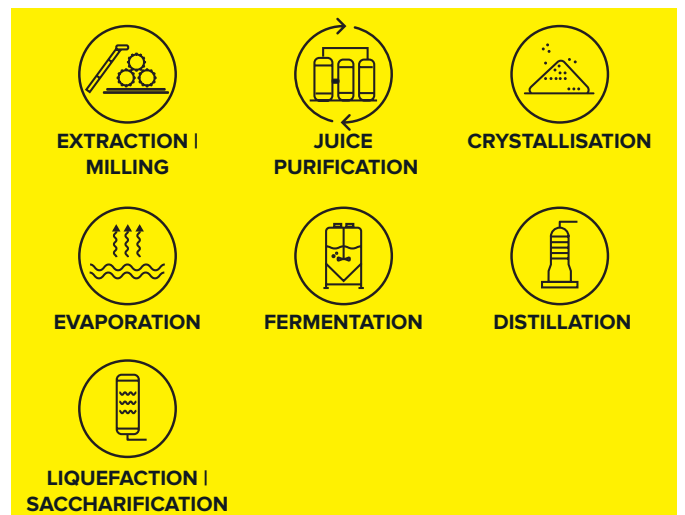 EXTRACTION |
MILLING
JUICE
PURIFICATION
CRYSTALLISATION
EVAPORATION
FERMENTATION
DISTILLATION
LIQUEFACTION |
SACCHARIFICATION